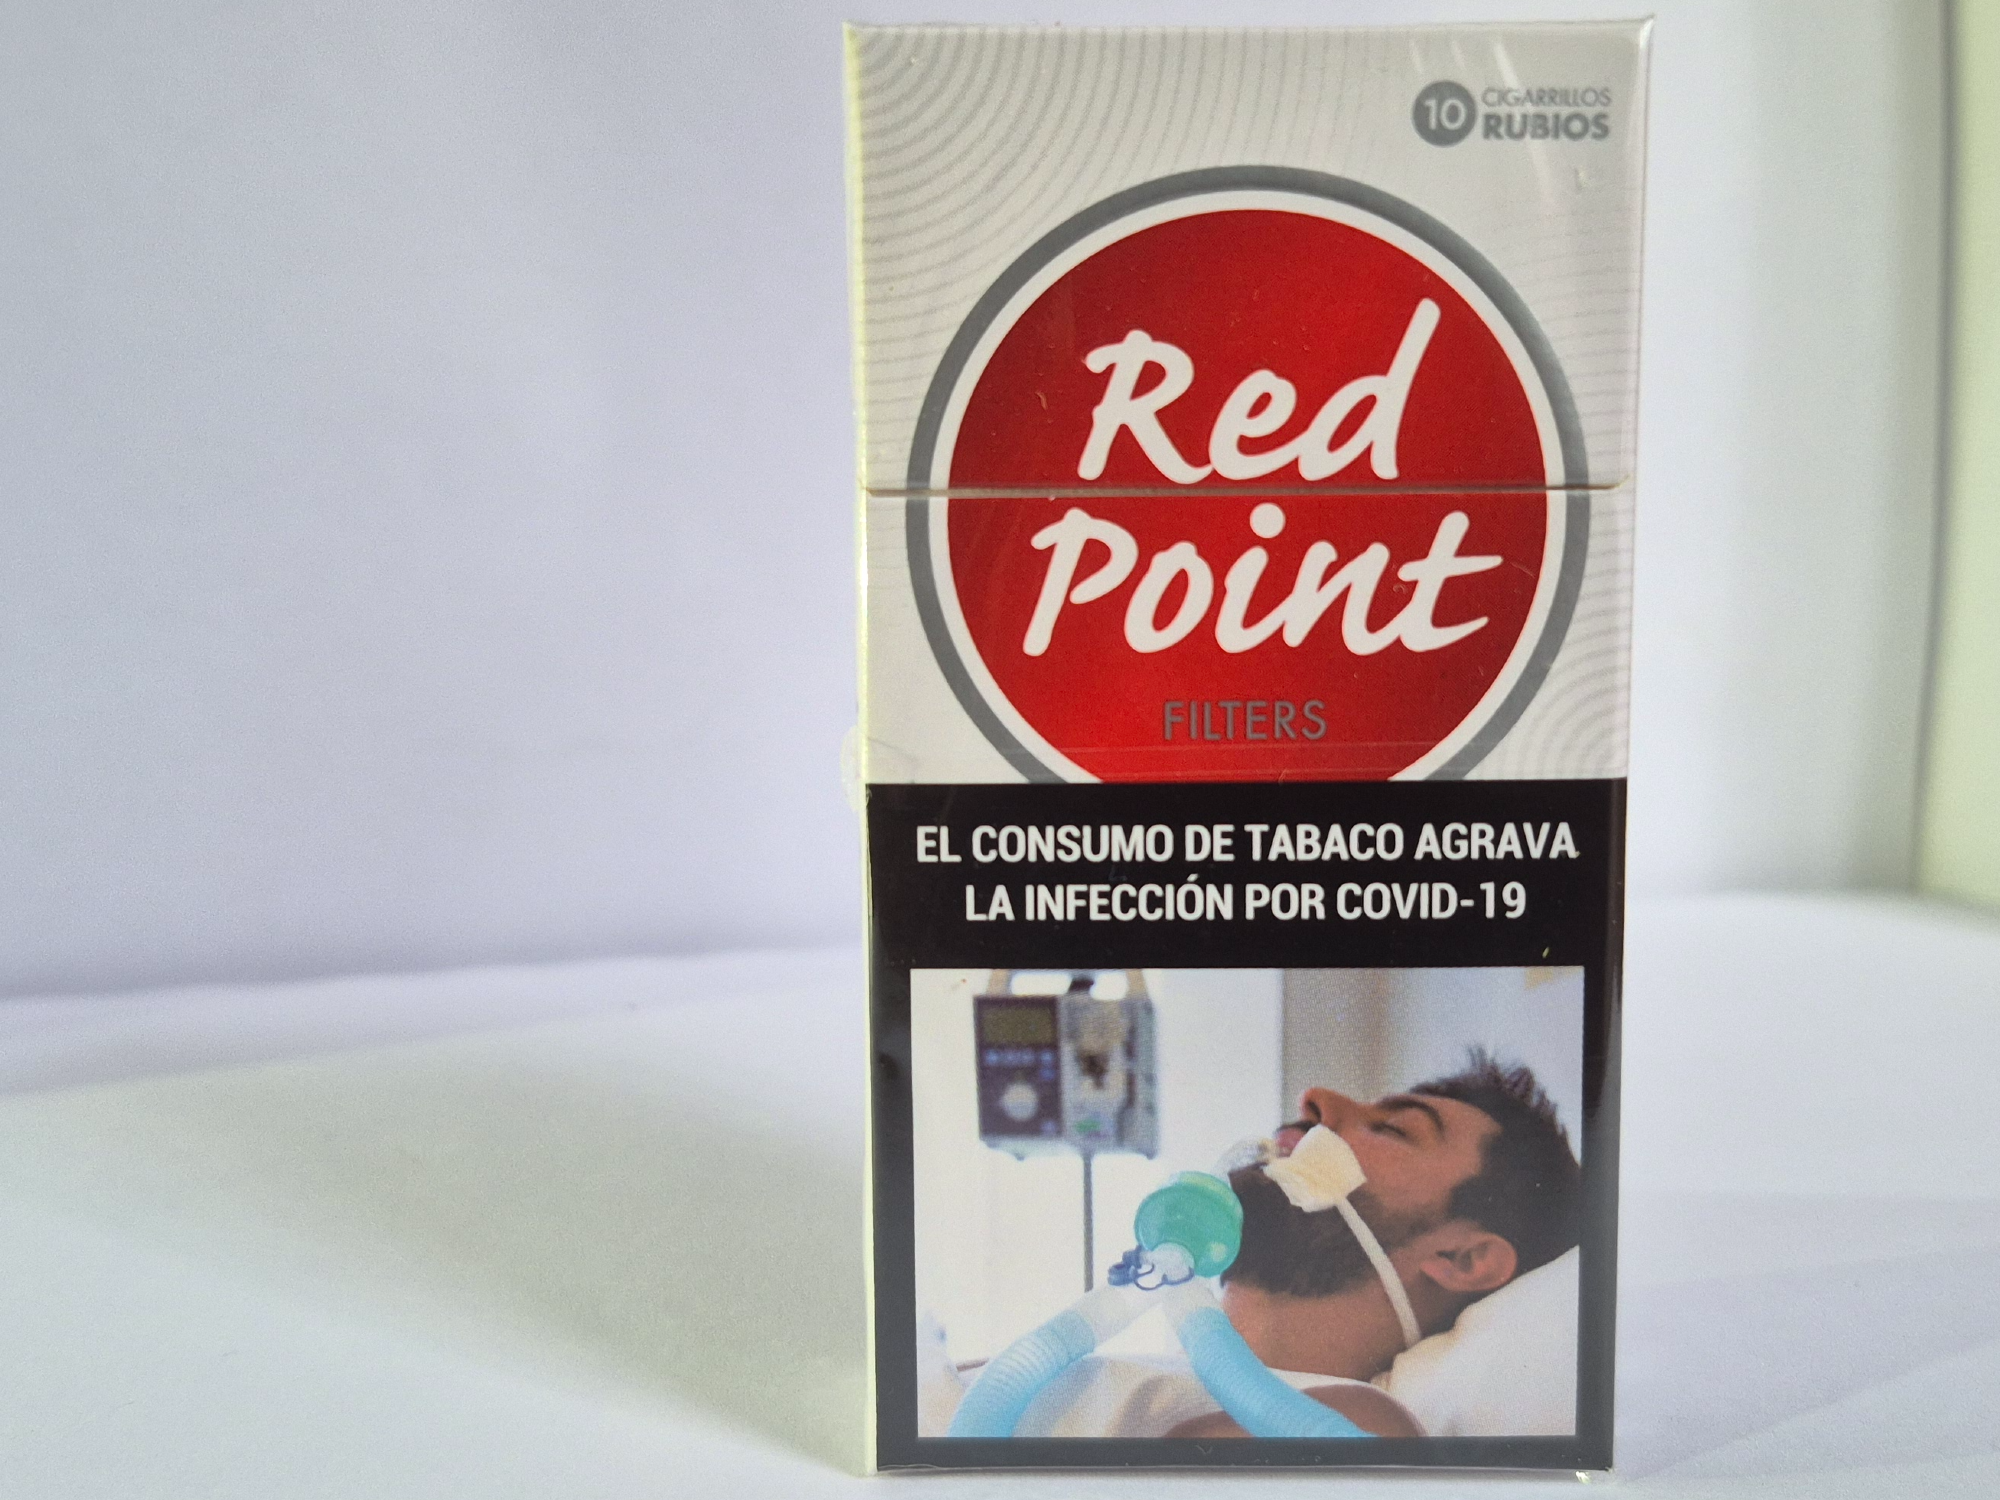 10 CIGARRILLOS
RUBIOS
Red
Point
FILTERS
EL CONSUMO DE TABACO AGRAVA
LA INFECCIÓN POR COVID-19